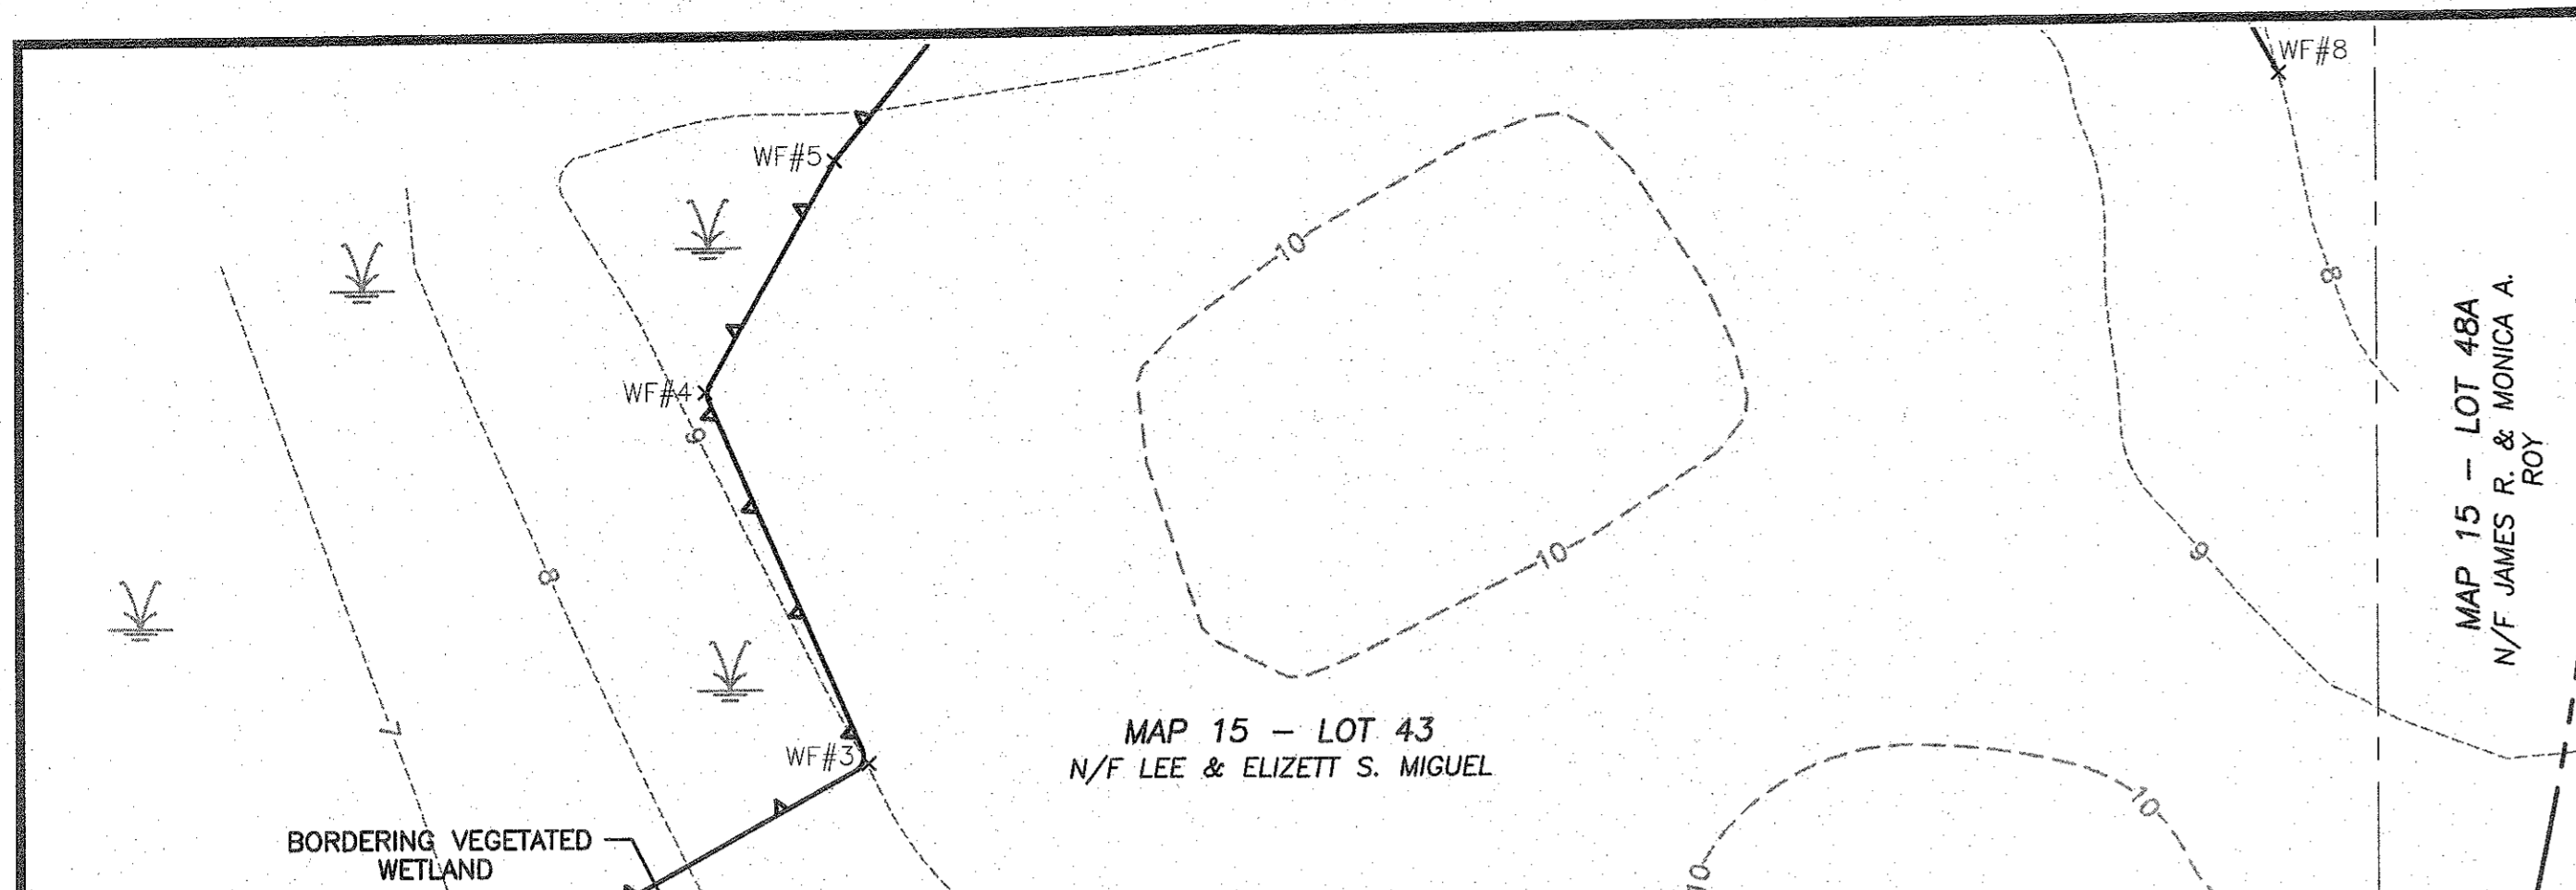 WF#8
WF#5
10
8
WF#4
9
MAP 15 - LOT 48A
N/F JAMES R. & MONICA A.
ROY
10
9
8
7
MAP 15 - LOT 43
N/F LEE & ELIZETT S. MIGUEL
WF#3
10
BORDERING VEGETATED
WETLAND
10